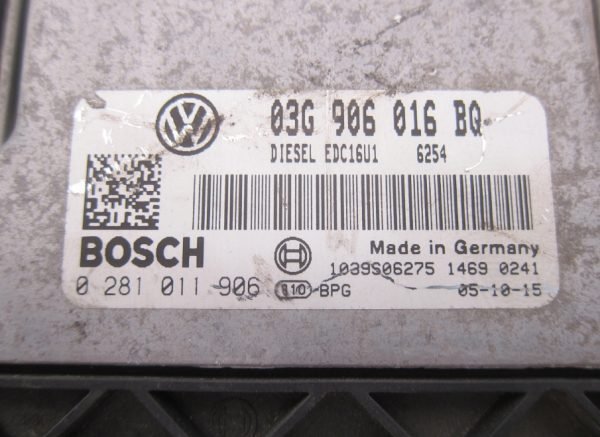 03G 906 016 BQ
DIESEL EDC16U1 6254
BOSCH
Made in Germany
1039S06275 1469 0241
0 281 011 906 BPG 05-10-15